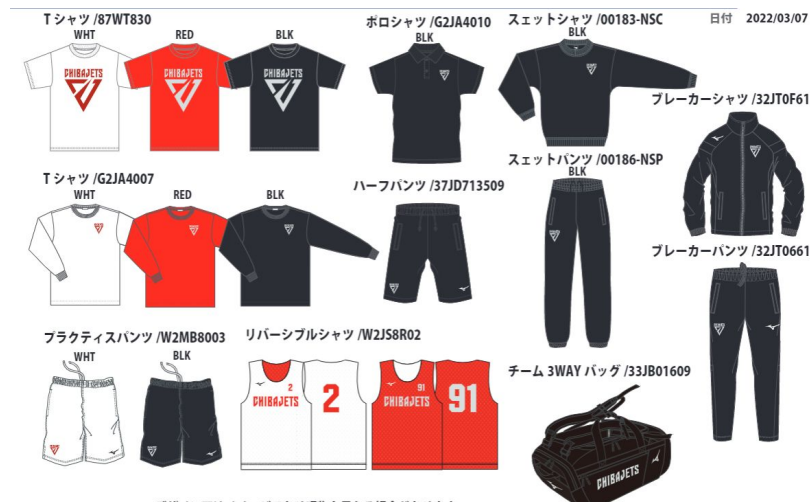 Tシャツ /87WT830
WHT
RED
BLK
CHIBAJETS
CHIBAJETS
CHIBAJETS
ポロシャツ /G2JA4010
BLK
スェットシャツ /00183-NSC
BLK
日付 2022/03/07
ブレーカーシャツ /32JT0F61
Tシャツ /G2JA4007
WHT
RED
BLK
ハーフパンツ /37JD713509
スェットパンツ /00186-NSP
BLK
ブレーカーパンツ /32JT0661
プラクティスパンツ /W2MB8003
WHT
BLK
リバーシブルシャツ /W2JS8R02
2
CHIBAJETS
2
91
CHIBAJETS
91
チーム 3WAY バッグ /33JB01609
CHIBAJETS